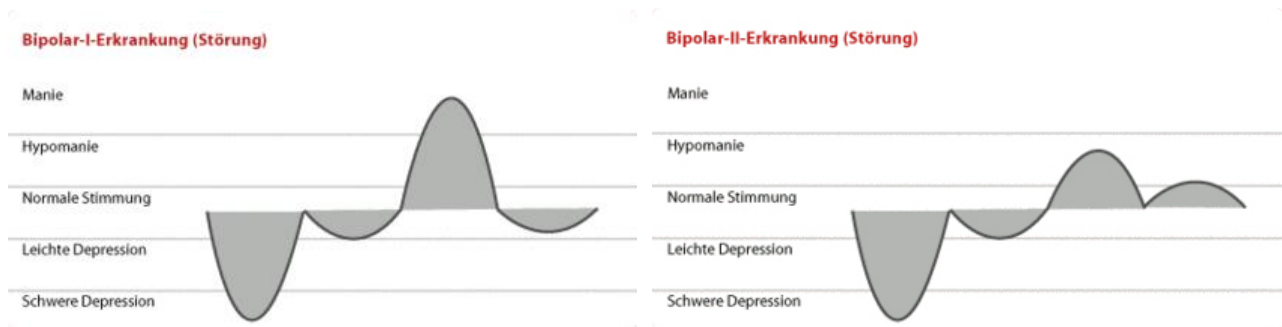 Bipolar-I-Erkrankung (Störung)
Manie
Hypomanie
Normale Stimmung
Leichte Depression
Schwere Depression
Bipolar-II-Erkrankung (Störung)
Manie
Hypomanie
Normale Stimmung
Leichte Depression
Schwere Depression